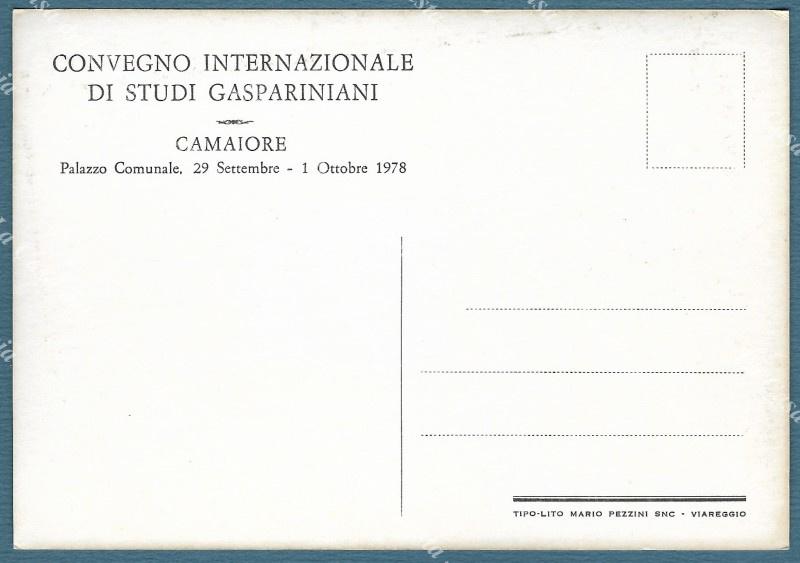 CONVEGNO INTERNAZIONALE
DI STUDI GASPARINIANI
CAMAIORE
Palazzo Comunale, 29 Settembre - 1 Ottobre 1978
TIPO-LITO MARIO PEZZINI SNC - VIAREGGIO